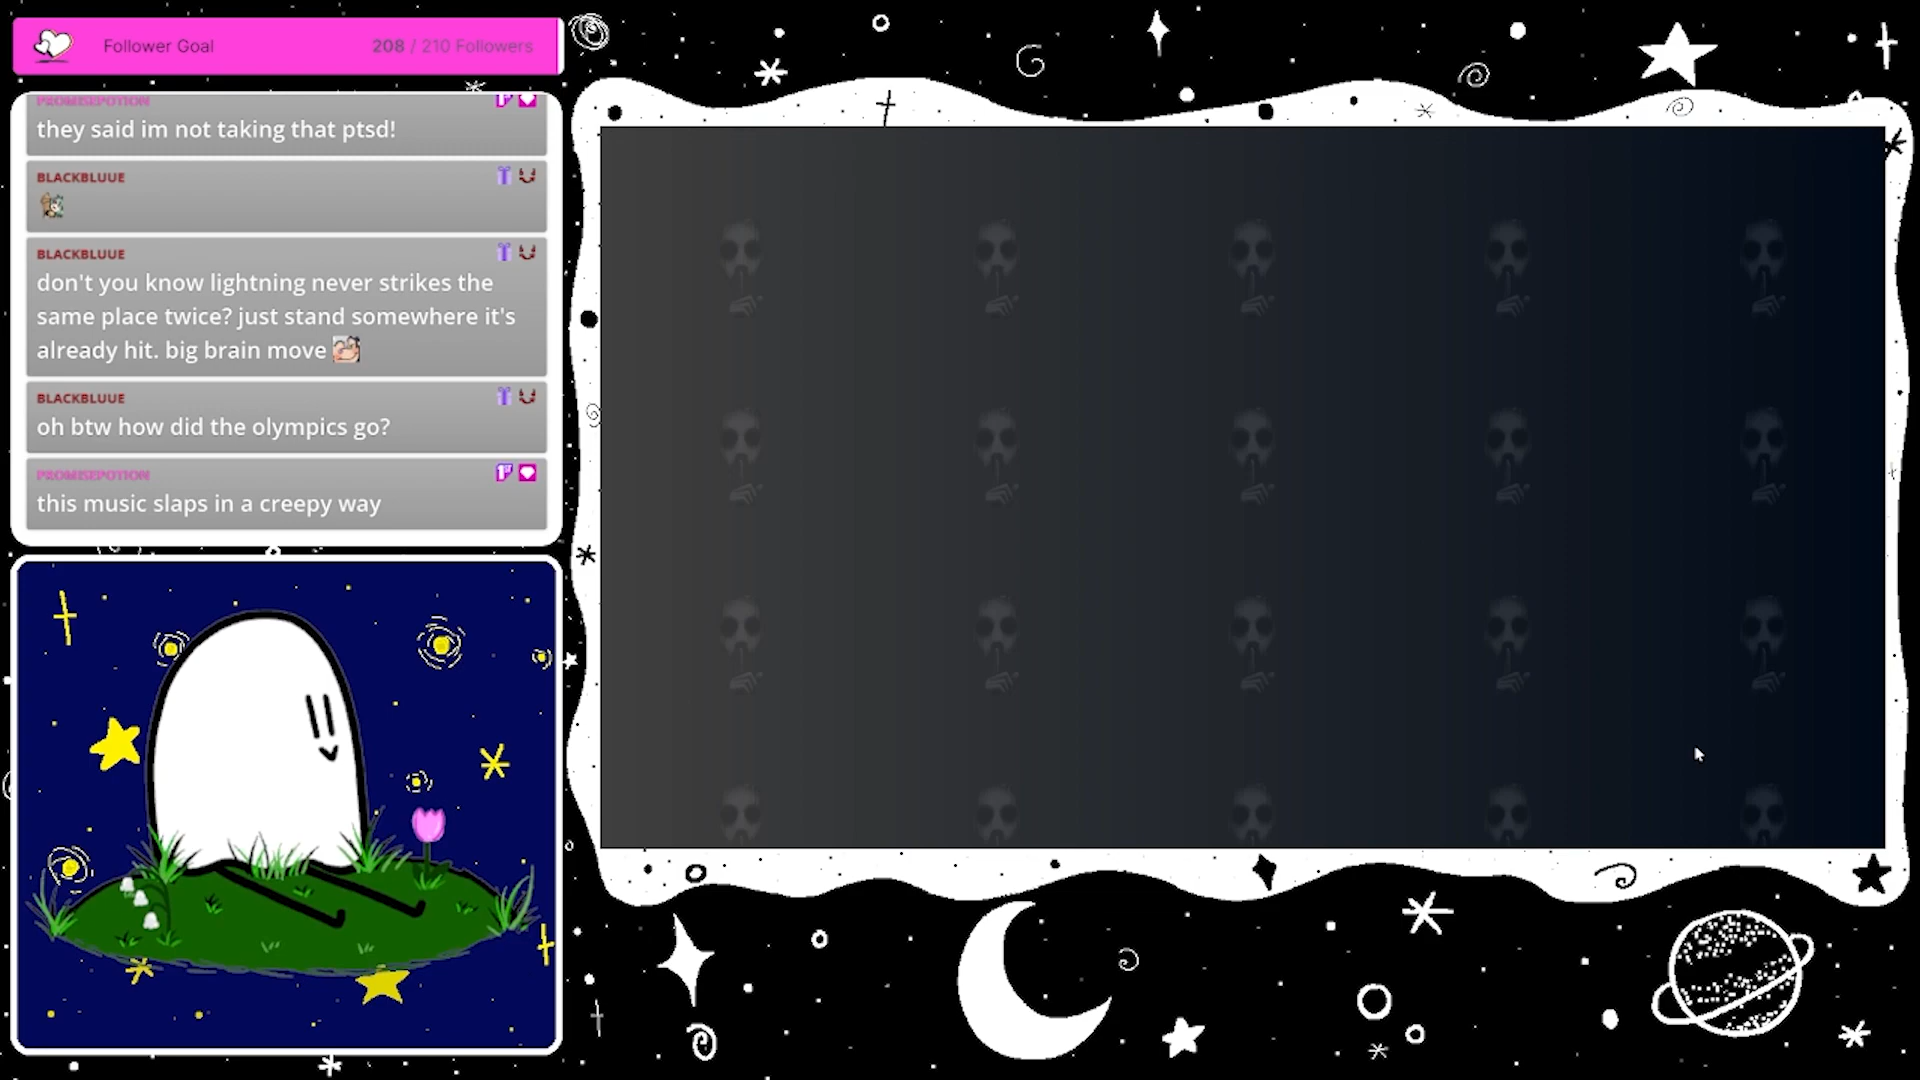 Follower Goal
208 / 210 Followers
PROMISEPOTION
they said im not taking that ptsd!
BLACKBLUUE
BLACKBLUUE
don't you know lightning never strikes the
same place twice? just stand somewhere it's
already hit. big brain move
BLACKBLUUE
oh btw how did the olympics go?
PROMISEPOTION
this music slaps in a creepy way